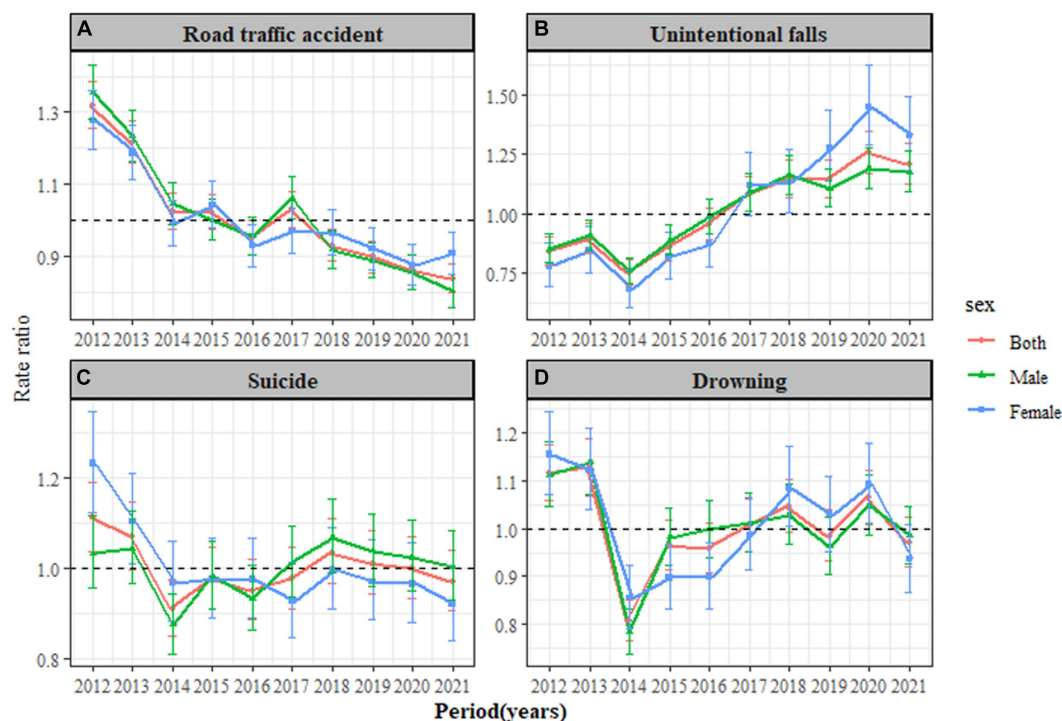 A
Road traffic accident
1.3
1.1
0.9
2012 2013 2014 2015 2016 2017 2018 2019 2020 2021
B
Unintentional falls
1.50
1.25
1.00
0.75
2012 2013 2014 2015 2016 2017 2018 2019 2020 2021
Rate ratio
C
Suicide
1.2
1.0
0.8
2012 2013 2014 2015 2016 2017 2018 2019 2020 2021
D
Drowning
1.2
1.1
1.0
0.9
0.8
2012 2013 2014 2015 2016 2017 2018 2019 2020 2021
Period(years)
sex
Both
Male
Female